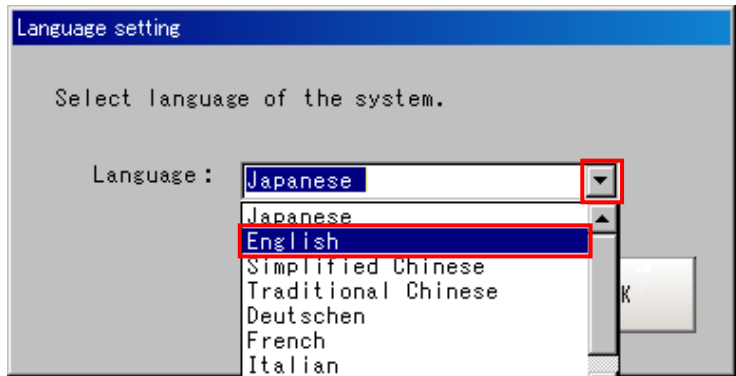 Language setting
Select language of the system.
Language：
Japanese
Japanese
English
Simplified Chinese
Traditional Chinese
Deutschen
French
Italian
K